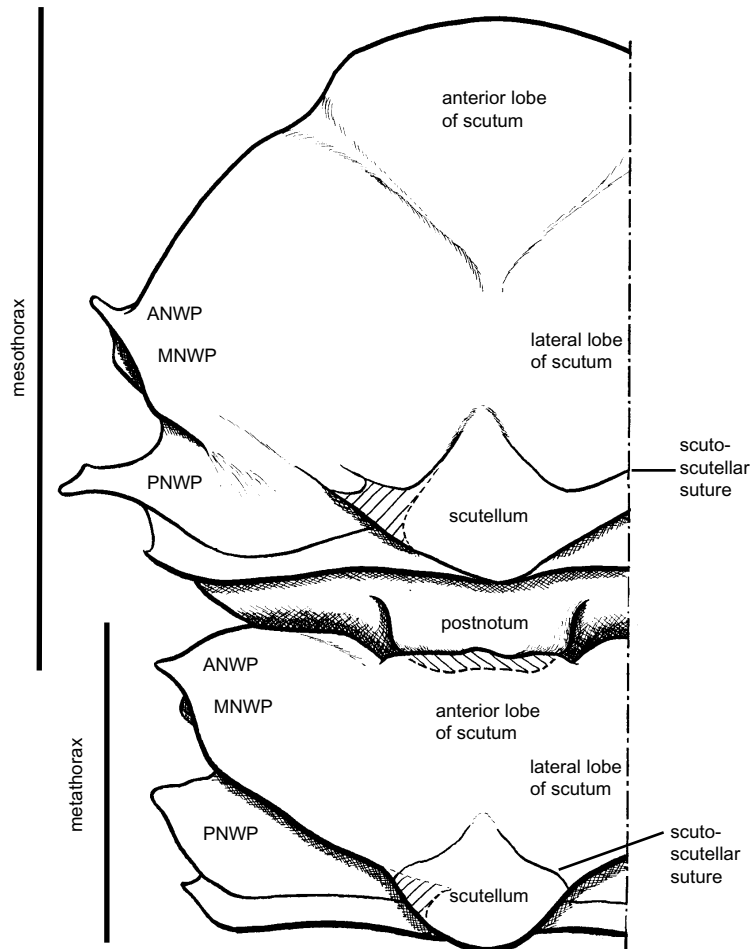 anterior lobe
of scutum
mesothorax
ANWP
MNWP
lateral lobe
of scutum
scuto-
scutellar
suture
PNWP
scutellum
postnotum
metathorax
ANWP
MNWP
anterior lobe
of scutum
lateral lobe
of scutum
PNWP
scuto-
scutellar
suture
scutellum